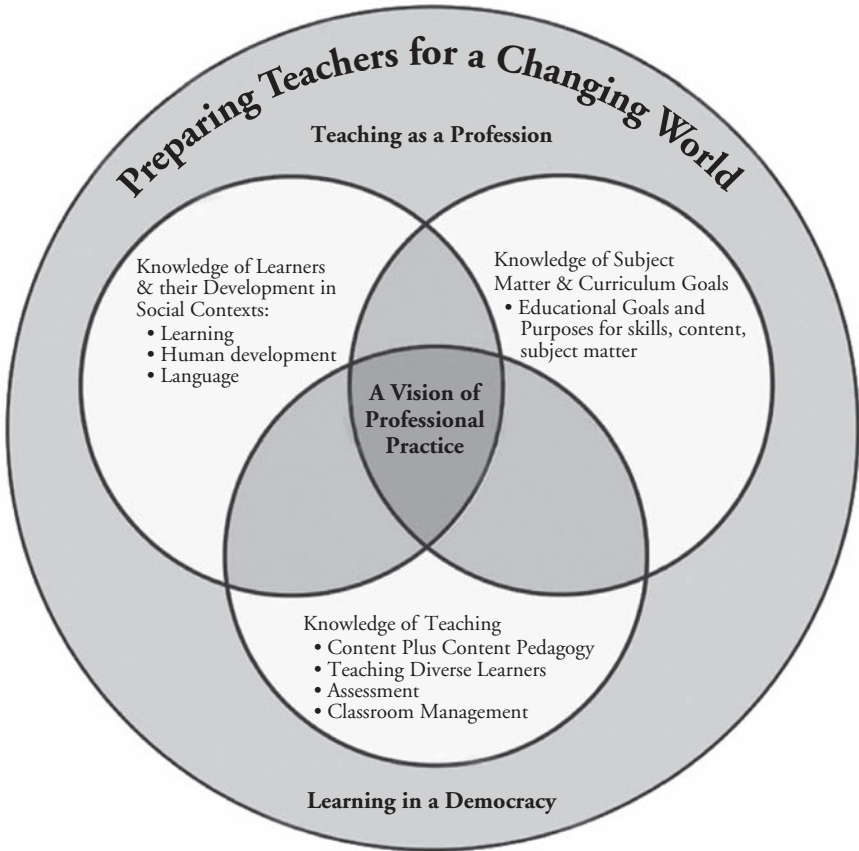 Preparing Teachers for a Changing World
Teaching as a Profession
Knowledge of Learners
& their Development in
Social Contexts:
• Learning
• Human development
• Language
Knowledge of Subject
Matter & Curriculum Goals
• Educational Goals and
Purposes for skills, content,
subject matter
A Vision of
Professional
Practice
Knowledge of Teaching
• Content Plus Content Pedagogy
• Teaching Diverse Learners
• Assessment
• Classroom Management
Learning in a Democracy